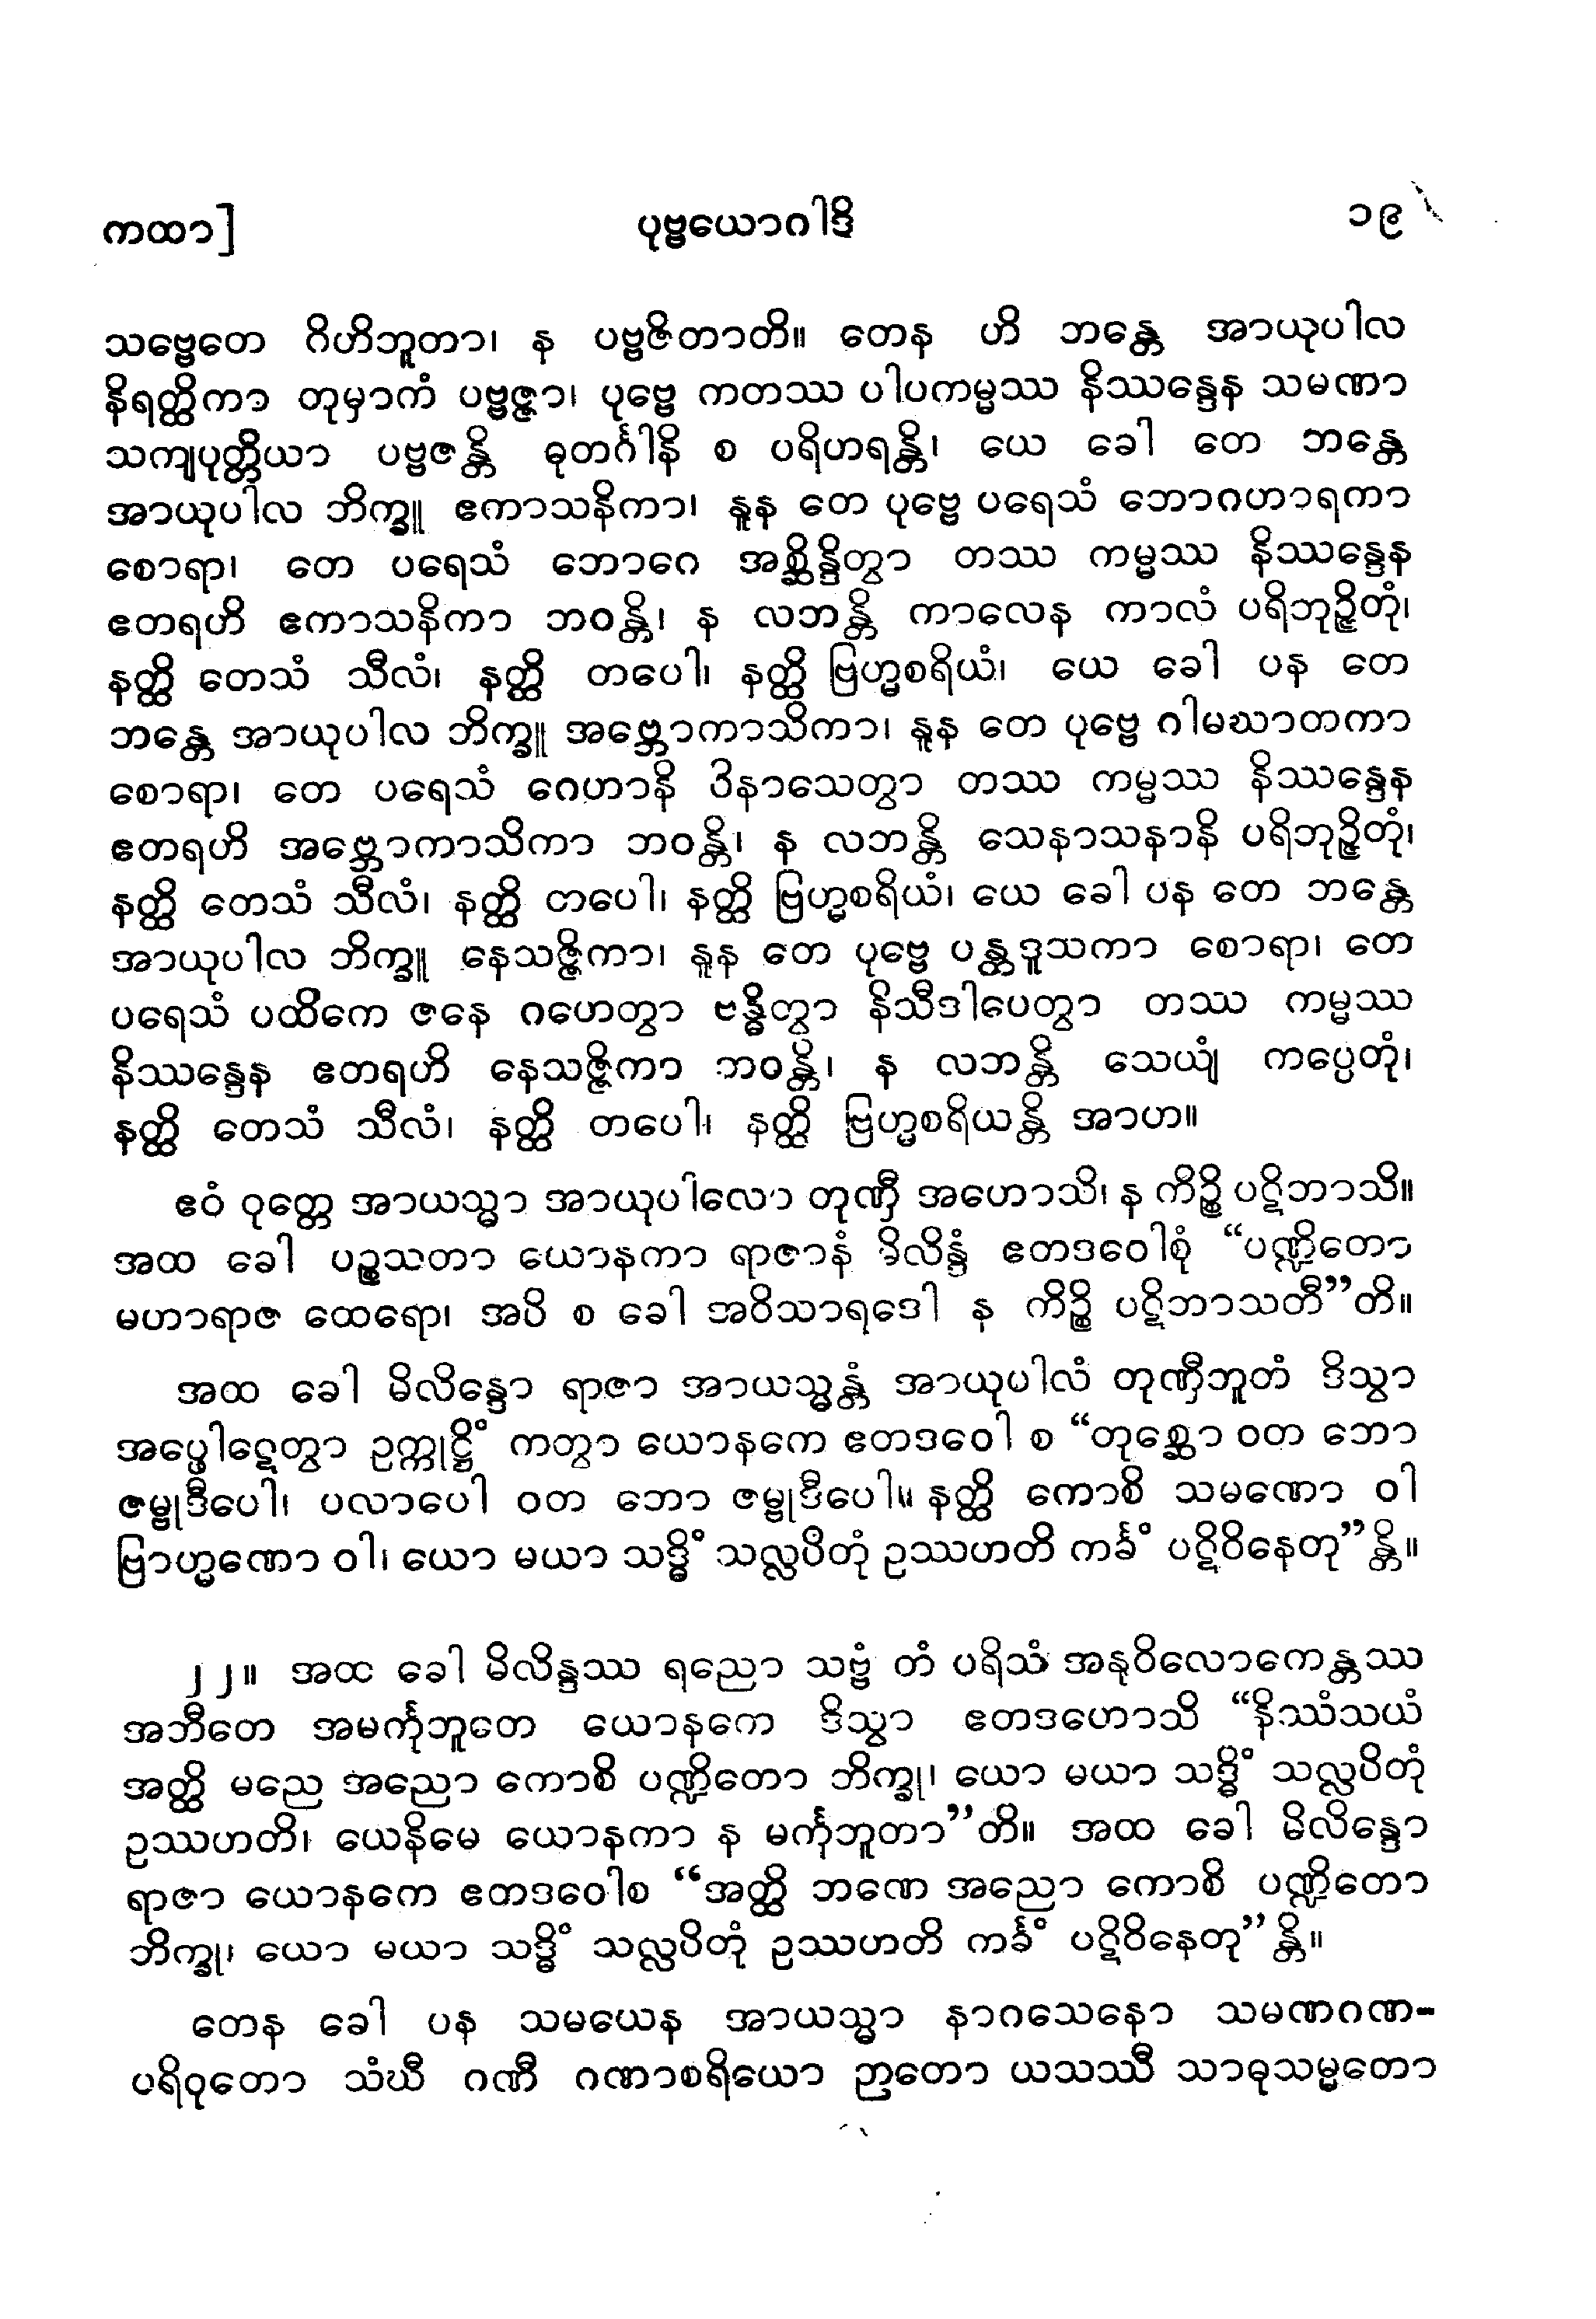 ကထာ]
ပုဗ္ဗယောဂါဒိ
၁၉
သဗ္ဗေတေ ဂိဟိဘူတာ၊ န ပဗ္ဗဇိတာတိ။ တေန ဟိ ဘန္တေ အာယုပါလ
နိရတ္ထိကာ တုမှာကံ ပဗ္ဗဇ္ဇာ၊ ပုဗ္ဗေ ကတဿ ပါပကမ္မဿ နိဿန္ဒေန သမဏာ
သကျပုတ္တိယာ ပဗ္ဗဇန္တိ ဓုတင်္ဂါနိ စ ပရိဟရန္တိ၊ ယေ ခေါ တေ ဘန္တေ
အာယုပါလ ဘိက္ခူ ဧကာသနိကာ၊ နူန တေ ပုဗ္ဗေ ပရေသံ ဘောဂဟာရကာ
စောရာ၊ တေ ပရေသံ ဘောဂေ အစ္ဆိန္ဒိတွာ တဿ ကမ္မဿ နိဿန္ဒေန
ဧတရဟိ ဧကာသနိကာ ဘဝန္တိ၊ န လဘန္တိ ကာလေန ကာလံ ပရိဘုဉ္ဇိတုံ၊
နတ္ထိ တေသံ သီလံ၊ နတ္ထိ တပေါ၊ နတ္ထိ ဗြဟ္မစရိယံ၊ ယေ ခေါ ပန တေ
ဘန္တေ အာယုပါလ ဘိက္ခူ အဗ္ဘောကာသိကာ၊ နူန တေ ပုဗ္ဗေ ဂါမဃာတကာ
စောရာ၊ တေ ပရေသံ ဂေဟာနိ ဝိနာသေတွာ တဿ ကမ္မဿ နိဿန္ဒေန
ဧတရဟိ အဗ္ဘောကာသိကာ ဘဝန္တိ၊ န လဘန္တိ သေနာသနာနိ ပရိဘုဉ္ဇိတုံ၊
နတ္ထိ တေသံ သီလံ၊ နတ္ထိ တပေါ၊ နတ္ထိ ဗြဟ္မစရိယံ၊ ယေ ခေါ ပန တေ ဘန္တေ
အာယုပါလ ဘိက္ခူ နေသဇ္ဇိကာ၊ နူန တေ ပုဗ္ဗေ ပန္ထဒူသကာ စောရာ၊ တေ
ပရေသံ ပထိကေ ဇနေ ဂဟေတွာ ဗန္ဓိတွာ နိသီဒါပေတွာ တဿ ကမ္မဿ
နိဿန္ဒေန ဧတရဟိ နေသဇ္ဇိကာ ဘဝန္တိ၊ န လဘန္တိ သေယျံ ကပ္ပေတုံ၊
နတ္ထိ တေသံ သီလံ၊ နတ္ထိ တပေါ၊ နတ္ထိ ဗြဟ္မစရိယန္တိ အာဟ။
ဧဝံ ဝုတ္တေ အာယသ္မာ အာယုပါလော တုဏှီ အဟောသိ၊ န ကိဉ္စိ ပဋိဘာသိ။
အထ ခေါ ပဉ္စသတာ ယောနကာ ရာဇာနံ မိလိန္ဒံ ဧတဒဝေါစုံ “ပဏ္ဍိတော
မဟာရာဇ ထေရော၊ အပိ စ ခေါ အဝိသာရဒေါ န ကိဉ္စိ ပဋိဘာသတီ”တိ။
အထ ခေါ မိလိန္ဒော ရာဇာ အာယသ္မန္တံ အာယုပါလံ တုဏှီဘူတံ ဒိသွာ
အပ္ဖေါဋေတွာ ဥက္ကုဋ္ဌိံ ကတွာ ယောနကေ ဧတဒဝေါ စ “တုစ္ဆော ဝတ ဘော
ဇမ္ဗုဒီပေါ၊ ပလာပေါ ဝတ ဘော ဇမ္ဗုဒီပေါ။ နတ္ထိ ကောစိ သမဏော ဝါ
ဗြာဟ္မဏော ဝါ၊ ယော မယာ သဒ္ဓိံ သလ္လပိတုံ ဥဿဟတိ ကင်္ခံ ပဋိဝိနေတု”န္တိ။
၂၂။ အထ ခေါ မိလိန္ဒဿ ရညော သဗ္ဗံ တံ ပရိသံ အနုဝိလောကေန္တဿ
အဘီတေ အမင်္ကုဘူတေ ယောနကေ ဒိသွာ ဧတဒဟောသိ “နိဿံသယံ
အတ္ထိ မညေ အညော ကောစိ ပဏ္ဍိတော ဘိက္ခု၊ ယော မယာ သဒ္ဓိံ သလ္လပိတုံ
ဥဿဟတိ၊ ယေနိမေ ယောနကာ န မင်္ကုဘူတာ”တိ။ အထ ခေါ မိလိန္ဒော
ရာဇာ ယောနကေ ဧတဒဝေါစ “အတ္ထိ ဘဏေ အညော ကောစိ ပဏ္ဍိတော
ဘိက္ခု၊ ယော မယာ သဒ္ဓိံ သလ္လပိတုံ ဥဿဟတိ ကင်္ခံ ပဋိဝိနေတု”န္တိ။
တေန ခေါ ပန သမယေန အာယသ္မာ နာဂသေနော သမဏဂဏ-
ပရိဝုတော သံဃီ ဂဏီ ဂဏာစရိယော ဉာတော ယသဿီ သာဓုသမ္မတော